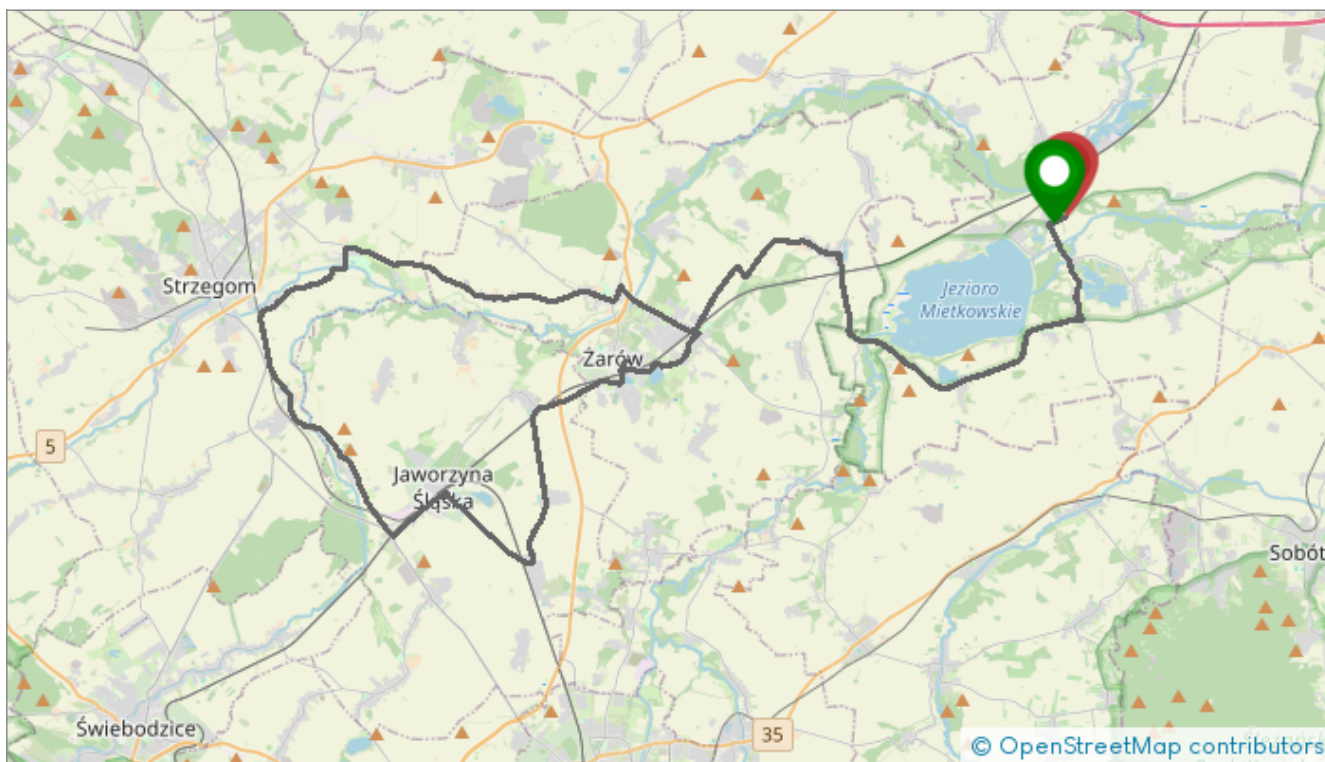 Strzegom
Jezioro
Mietkowskie
Żarów
5
Jaworzyna
Śląska
Sobót
Świebodzice
35
© OpenStreetMap contributors